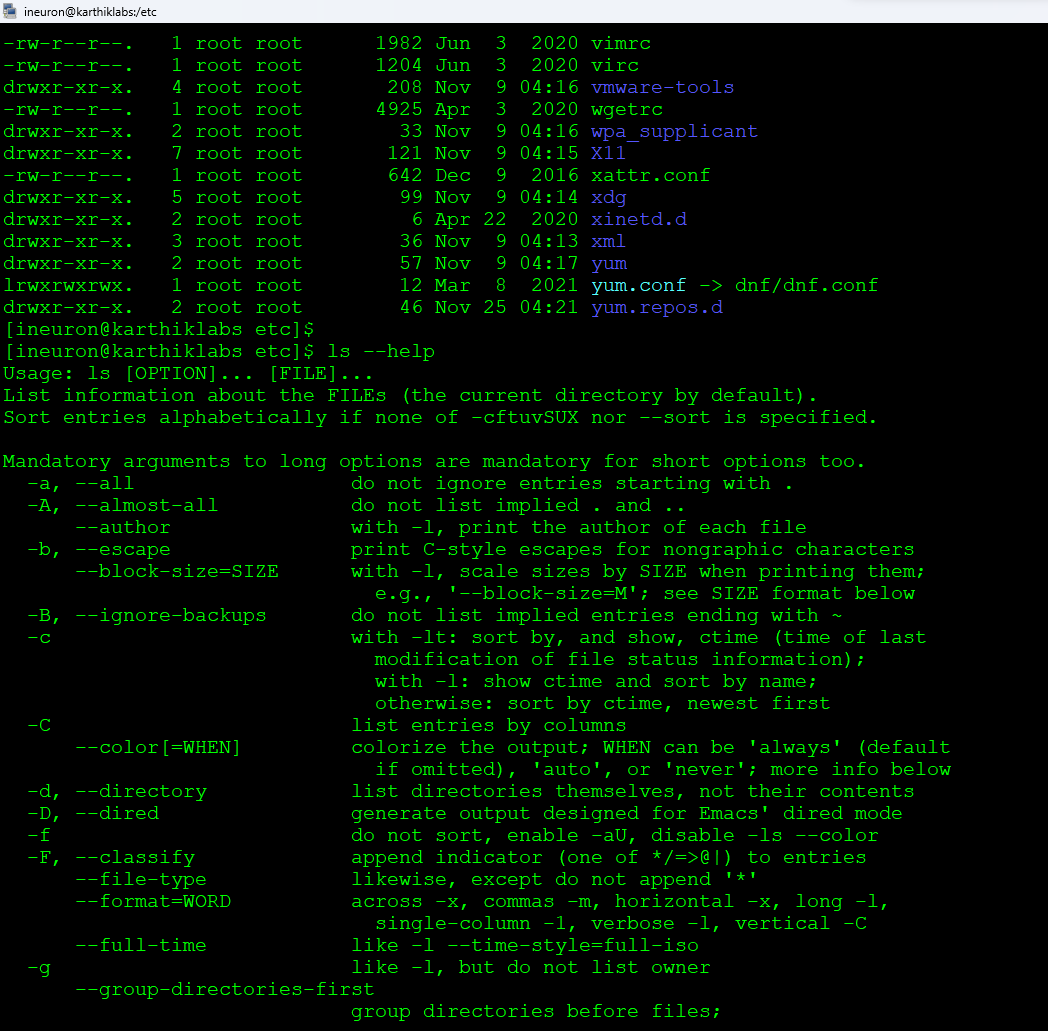 ineuron@karthiklabs:/etc
-rw-r--r--.   1 root root      1982 Jun  3  2020 vimrc
-rw-r--r--.   1 root root      1204 Jun  3  2020 virc
drwxr-xr-x.   4 root root       208 Nov  9 04:16 vmware-tools
-rw-r--r--.   1 root root      4925 Apr  3  2020 wgetrc
drwxr-xr-x.   2 root root        33 Nov  9 04:16 wpa_supplicant
drwxr-xr-x.   7 root root       121 Nov  9 04:15 X11
-rw-r--r--.   1 root root       642 Dec  9  2016 xattr.conf
drwxr-xr-x.   5 root root        99 Nov  9 04:14 xdg
drwxr-xr-x.   2 root root         6 Apr 22  2020 xinetd.d
drwxr-xr-x.   3 root root        36 Nov  9 04:13 xml
drwxr-xr-x.   2 root root        57 Nov  9 04:17 yum
lrwxrwxrwx.   1 root root        12 Mar  8  2021 yum.conf -> dnf/dnf.conf
drwxr-xr-x.   2 root root        46 Nov 25 04:21 yum.repos.d
[ineuron@karthiklabs etc]$
[ineuron@karthiklabs etc]$ ls --help
Usage: ls [OPTION]... [FILE]...
List information about the FILEs (the current directory by default).
Sort entries alphabetically if none of -cftuvSUX nor --sort is specified.

Mandatory arguments to long options are mandatory for short options too.
  -a, --all                  do not ignore entries starting with .
  -A, --almost-all           do not list implied . and ..
      --author               with -l, print the author of each file
  -b, --escape               print C-style escapes for nongraphic characters
      --block-size=SIZE      with -l, scale sizes by SIZE when printing them;
                               e.g., '--block-size=M'; see SIZE format below
  -B, --ignore-backups       do not list implied entries ending with ~
  -c                         with -lt: sort by, and show, ctime (time of last
                               modification of file status information);
                               with -l: show ctime and sort by name;
                               otherwise: sort by ctime, newest first
  -C                         list entries by columns
      --color[=WHEN]         colorize the output; WHEN can be 'always' (default
                               if omitted), 'auto', or 'never'; more info below
  -d, --directory            list directories themselves, not their contents
  -D, --dired                generate output designed for Emacs' dired mode
  -f                         do not sort, enable -aU, disable -ls --color
  -F, --classify             append indicator (one of */=>@|) to entries
      --file-type            likewise, except do not append '*'
      --format=WORD          across -x, commas -m, horizontal -x, long -l,
                               single-column -1, verbose -l, vertical -C
      --full-time            like -l --time-style=full-iso
  -g                         like -l, but do not list owner
      --group-directories-first
                             group directories before files;